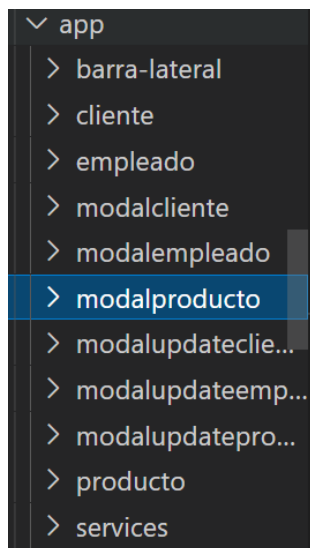 app
barra-lateral
cliente
empleado
modalcliente
modalempleado
modalproducto
modalupdateclie...
modalupdateemp...
modalupdatepro...
producto
services